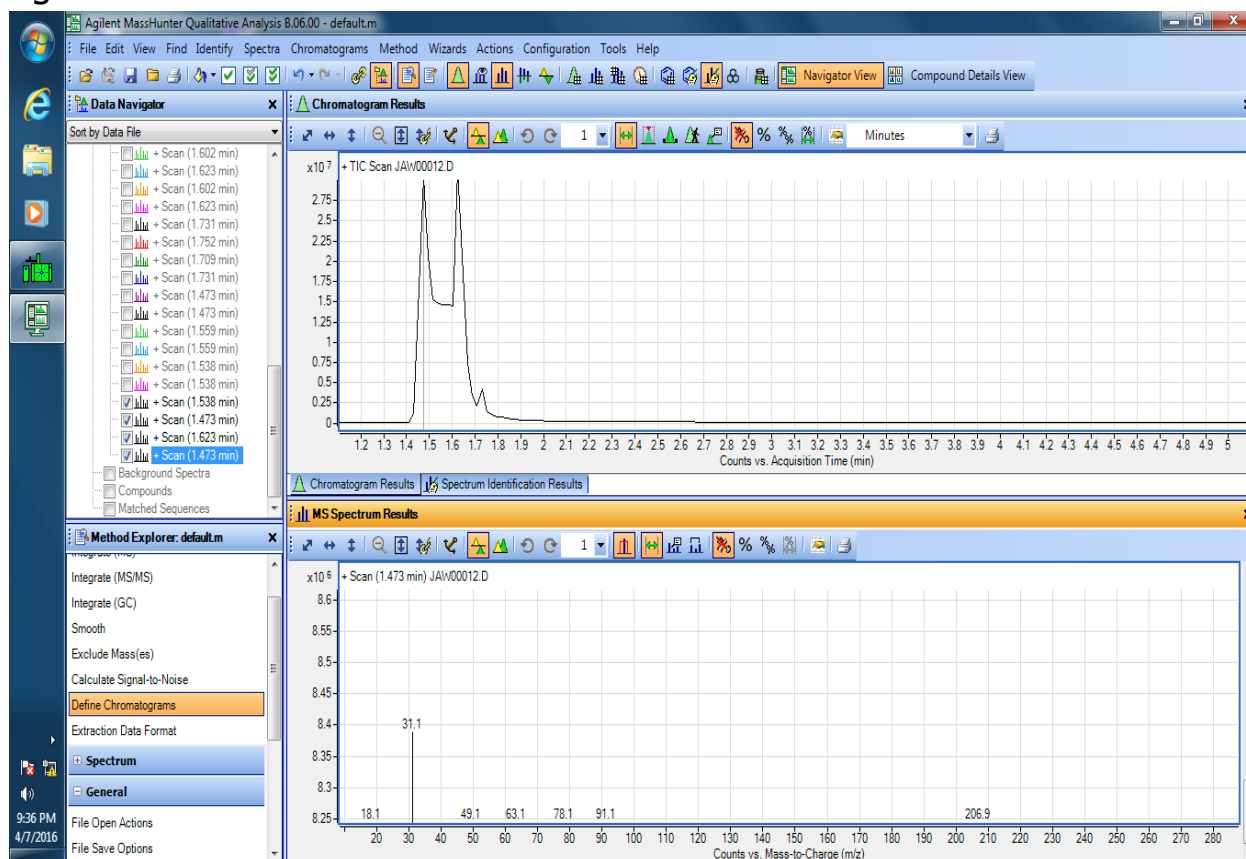 Agilent MassHunter Qualitative Analysis B.06.00 - default.m
File Edit View Find Identify Spectra Chromatograms Method Wizards Actions Configuration Tools Help
Navigator View Compound Details View
Data Navigator
Sort by Data File
+ Scan (1.602 min)
+ Scan (1.623 min)
+ Scan (1.602 min)
+ Scan (1.623 min)
+ Scan (1.731 min)
+ Scan (1.752 min)
+ Scan (1.709 min)
+ Scan (1.731 min)
+ Scan (1.473 min)
+ Scan (1.473 min)
+ Scan (1.559 min)
+ Scan (1.559 min)
+ Scan (1.538 min)
+ Scan (1.538 min)
+ Scan (1.538 min)
+ Scan (1.473 min)
+ Scan (1.623 min)
+ Scan (1.473 min)
Background Spectra
Compounds
Matched Sequences
Chromatogram Results
1 % Minutes
x10 7 + TIC Scan JAW00012.D
2.75
2.5
2.25
2
1.75
1.5
1.25
1
0.75
0.5
0.25
0
1.2 1.3 1.4 1.5 1.6 1.7 1.8 1.9 2 2.1 2.2 2.3 2.4 2.5 2.6 2.7 2.8 2.9 3 3.1 3.2 3.3 3.4 3.5 3.6 3.7 3.8 3.9 4 4.1 4.2 4.3 4.4 4.5 4.6 4.7 4.8 4.9 5
Counts vs. Acquisition Time (min)
Chromatogram Results Spectrum Identification Results
Method Explorer: default.m
Integrate (MS/MS)
Integrate (GC)
Smooth
Exclude Mass(es)
Calculate Signal-to-Noise
Define Chromatograms
Extraction Data Format
Spectrum
General
File Open Actions
File Save Options
MS Spectrum Results
1 %
x10 6 + Scan (1.473 min) JAW00012.D
8.6
8.55
8.5
8.45
8.4
8.35
8.3
8.25
31.1
18.1 49.1 63.1 78.1 91.1 206.9
20 30 40 50 60 70 80 90 100 110 120 130 140 150 160 170 180 190 200 210 220 230 240 250 260 270 280
Counts vs. Mass-to-Charge (m/z)
9:36 PM
4/7/2016